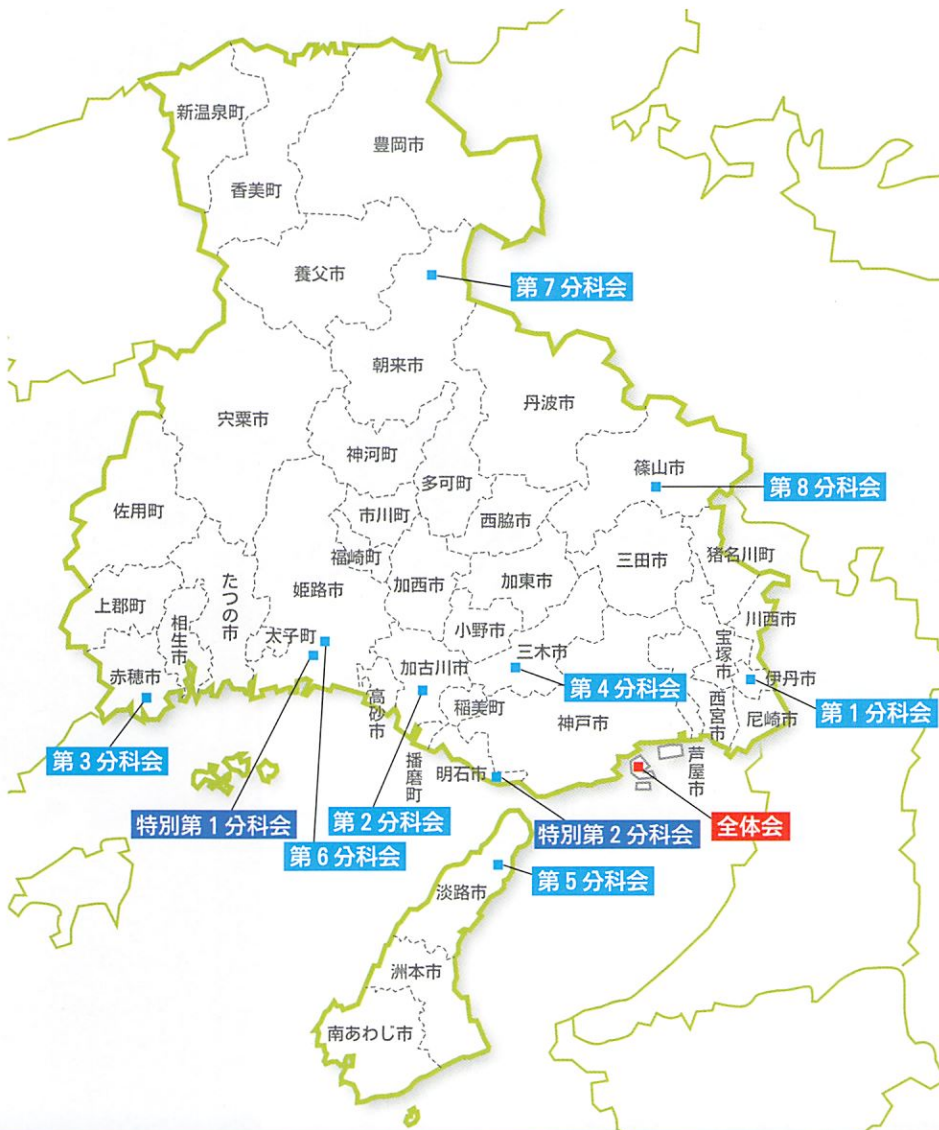 新温泉町
豊岡市
香美町
養父市
第7分科会
朝来市
丹波市
宍粟市
神河町
篠山市
多可町
第8分科会
佐用町
市川町
西脇市
福崎町
三田市
猪名川町
たつの市
姫路市
加西市
加東市
上郡町
相生市
川西市
太子町
小野市
宝塚市
三木市
赤穂市
加古川市
伊丹市
第4分科会
高砂市
稲美町
西宮市
神戸市
尼崎市
第1分科会
第3分科会
播磨町
明石市
芦屋市
特別第1分科会
第2分科会
特別第2分科会
全体会
第6分科会
第5分科会
淡路市
洲本市
南あわじ市